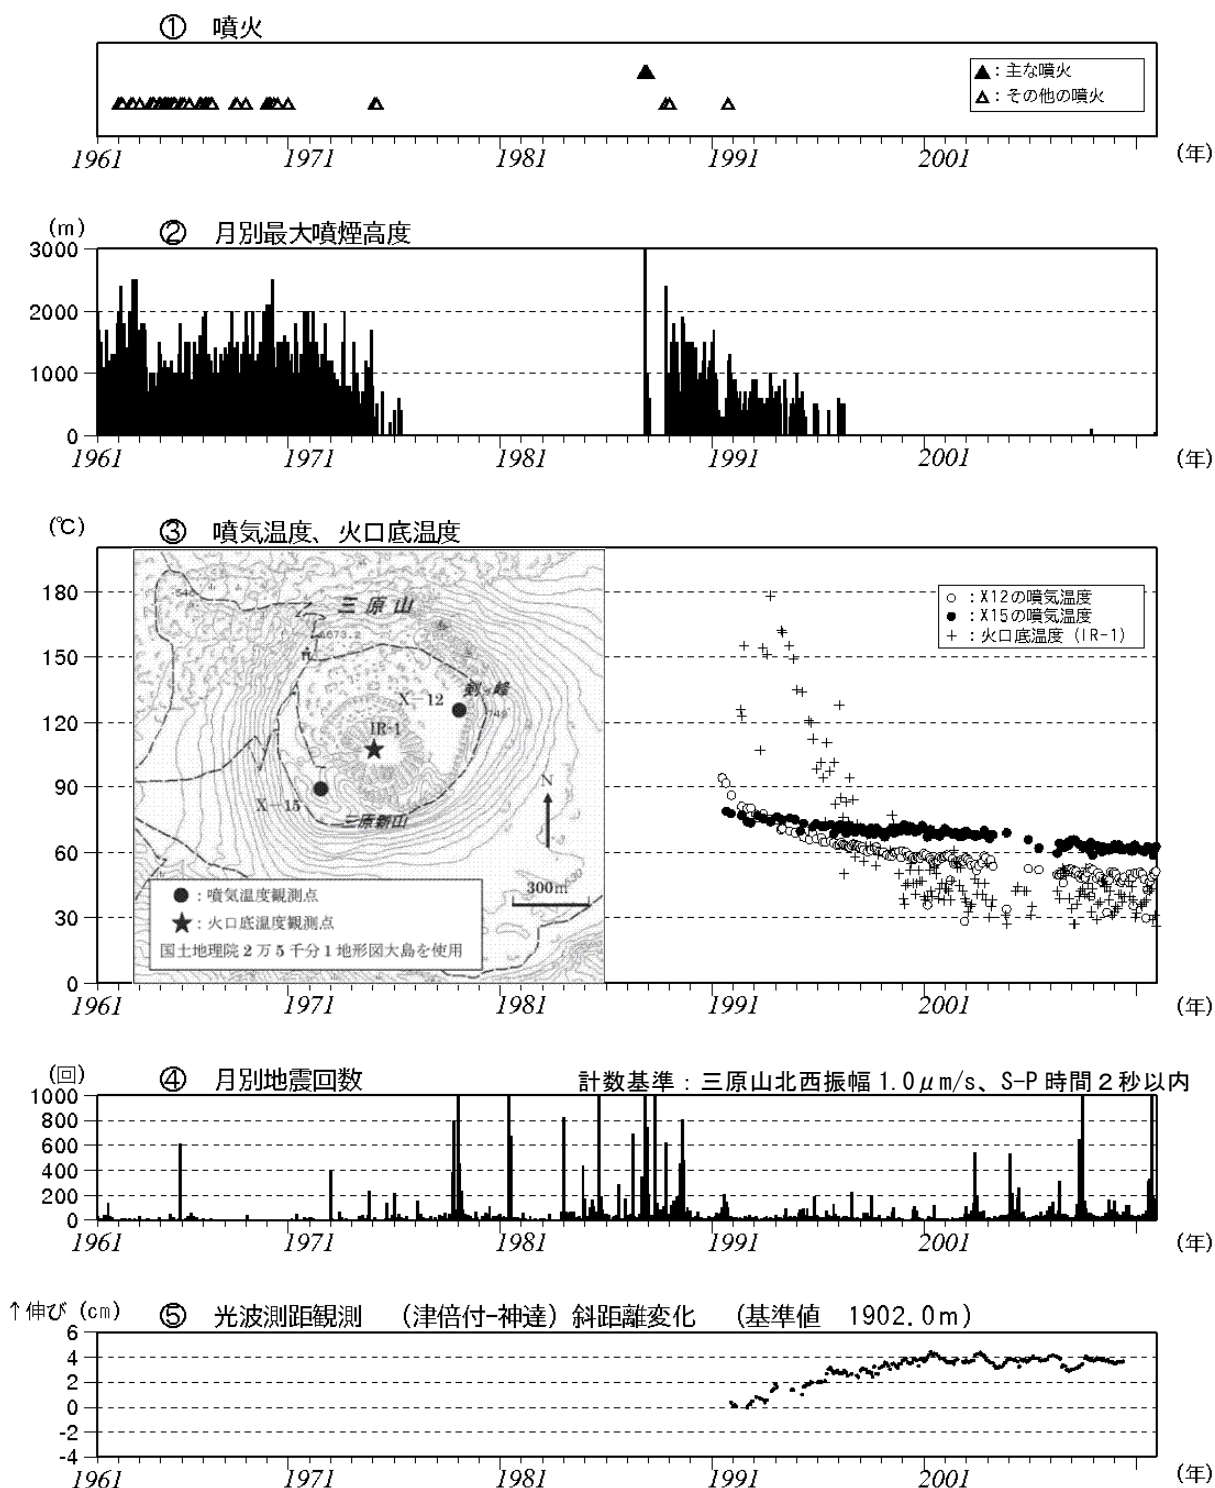 ① 噴火
▲：主な噴火
△：その他の噴火
1961 1971 1981 1991 2001 (年)
(m) ② 月別最大噴煙高度
3000
2000
1000
0
1961 1971 1981 1991 2001 (年)
(℃) ③ 噴気温度、火口底温度
180
150
120
90
60
30
0
○：X12の噴気温度
●：X15の噴気温度
＋：火口底温度(IR-1)
三原山
673.2
剣ヶ峰
X－12
749
IR-1
N
X－15
三原新山
300m
●：噴気温度観測点
★：火口底温度観測点
国土地理院２万５千分１地形図大島を使用
1961 1971 1981 1991 2001 (年)
(回) ④ 月別地震回数 計数基準：三原山北西振幅1.0μm/s、S-P時間２秒以内
1000
800
600
400
200
0
1961 1971 1981 1991 2001 (年)
↑伸び(cm) ⑤ 光波測距観測 (津倍付-神達)斜距離変化 (基準値 1902.0m)
6
4
2
0
-2
-4
1961 1971 1981 1991 2001 (年)